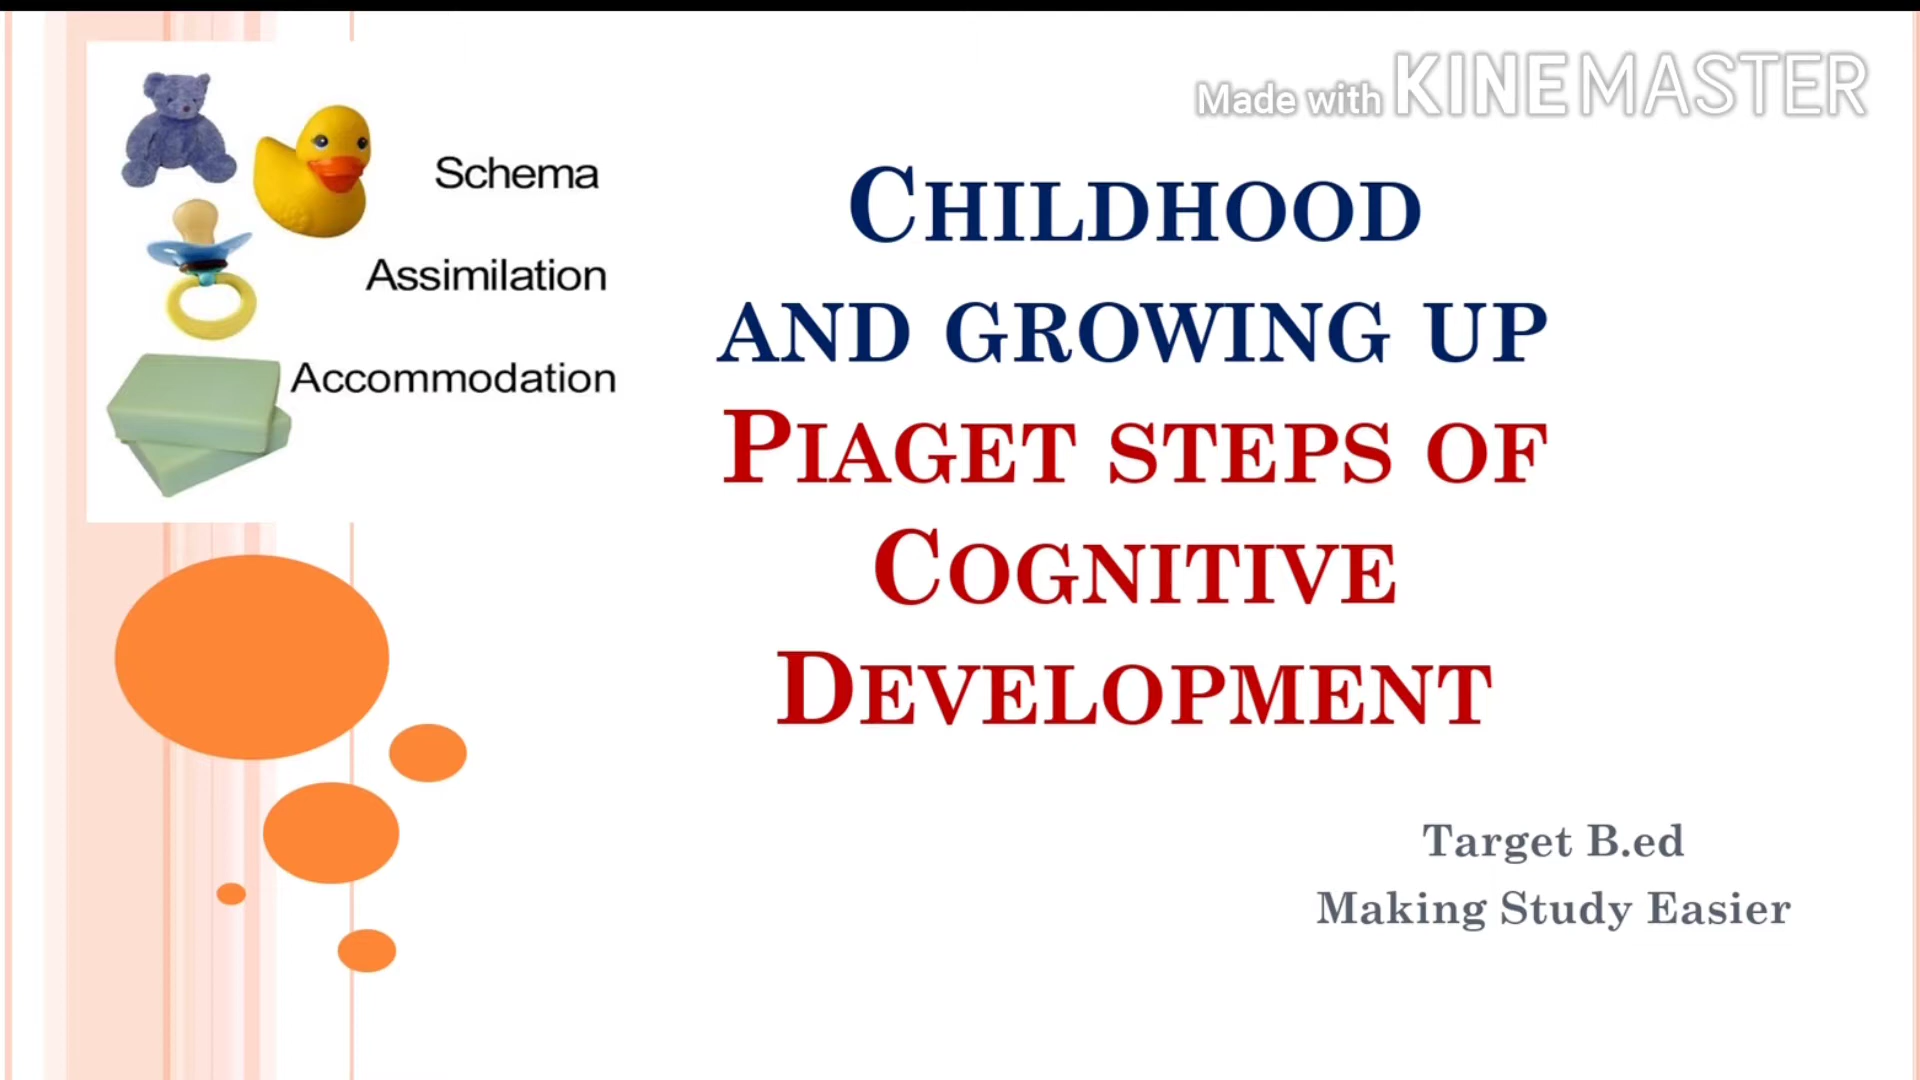 Made with KINEMASTER
Schema
Assimilation
Accommodation
CHILDHOOD
AND GROWING UP
PIAGET STEPS OF
COGNITIVE
DEVELOPMENT
Target B.ed
Making Study Easier